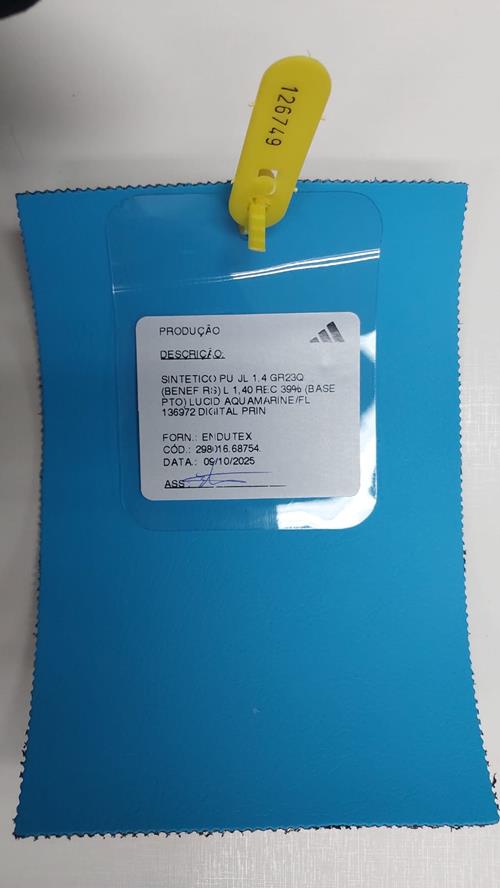 126749
PRODUÇÃO
DESCRIÇÃO:
SINTETICO PU JL 1,4 GR23Q
(BENEF RS) L 1,40 REC 39% (BASE
PTO) LUCID AQUAMARINE/FL
136972 DIGITAL PRIN
FORN.: ENDUTEX
CÓD.: 298016.68754.
DATA.: 09/10/2025
ASS.: